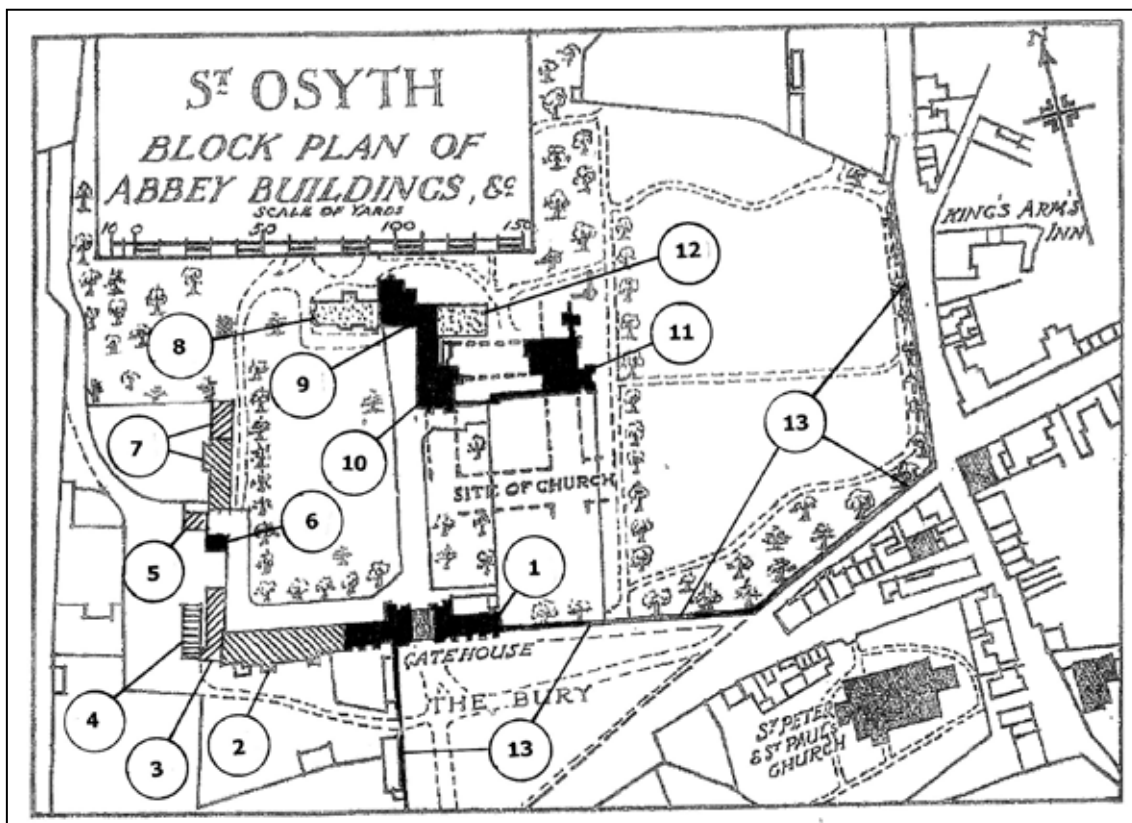 ST OSYTH
BLOCK PLAN OF
ABBEY BUILDINGS, &c
SCALE OF YARDS
10 0 50 100 150
N
KING'S ARMS
INN
12
11
8
9
7
10
13
SITE OF CHURCH
6
5
1
GATEHOUSE
THE BURY
4
3
2
13
ST PETER
& ST PAUL'S
CHURCH